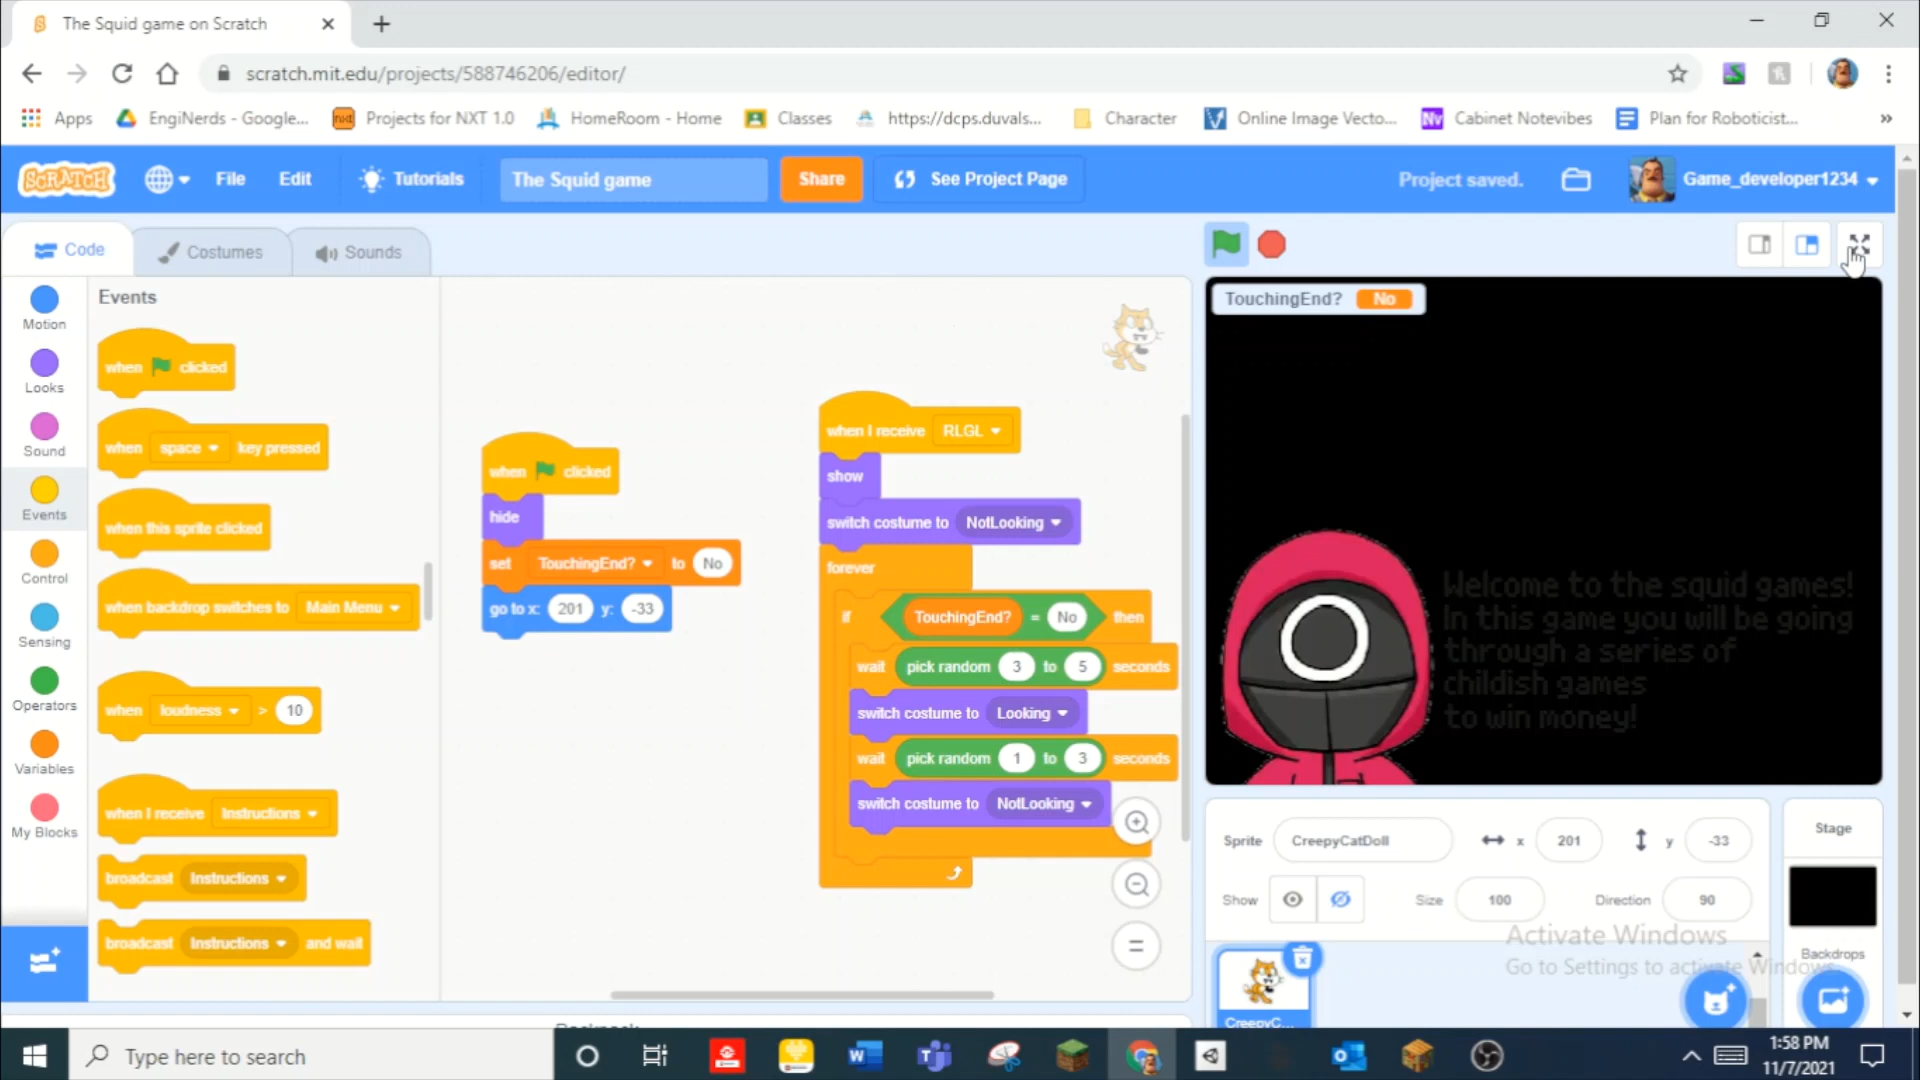 The Squid game on Scratch
scratch.mit.edu/projects/588746206/editor/
Apps
EngiNerds - Google...
Projects for NXT 1.0
HomeRoom - Home
Classes
https://dcps.duvals...
Character
Online Image Vecto...
Nv
Cabinet Notevibes
Plan for Roboticist...
»
SCRATCH
File
Edit
Tutorials
The Squid game
Share
See Project Page
Project saved.
Game_developer1234
Code
Costumes
Sounds
Motion
Looks
Sound
Events
Control
Sensing
Operators
Variables
My Blocks
Events
when clicked
when space key pressed
when this sprite clicked
when backdrop switches to Main Menu
when loudness > 10
when I receive Instructions
broadcast Instructions
broadcast Instructions and wait
when clicked
hide
set TouchingEnd? to No
go to x: 201 y: -33
when I receive RLGL
show
switch costume to NotLooking
forever
if TouchingEnd? = No then
wait pick random 3 to 5 seconds
switch costume to Looking
wait pick random 1 to 3 seconds
switch costume to NotLooking
TouchingEnd? No
Welcome to the squid games!
In this game you will be going
through a series of
childish games
to win money!
Sprite CreepyCatDoll x 201 y -33
Show Size 100 Direction 90
CreepyC...
Stage
Backdrops
Activate Windows
Go to Settings to activate Windows.
Type here to search
1:58 PM
11/7/2021